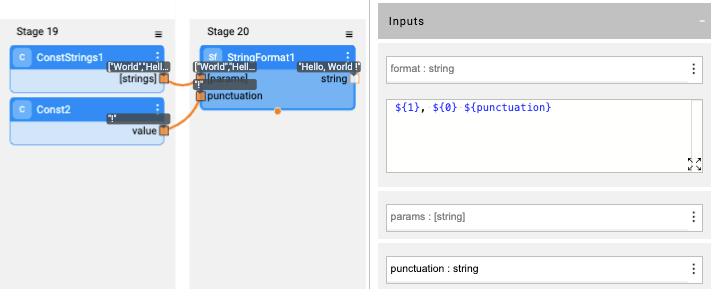 Stage 19
ConstStrings1
["World","Hell...
[strings]
Const2
"!"
value
Stage 20
Sf StringFormat1
["World","Hell... "Hello, World !"
[params] string
"!"
punctuation
Inputs
format : string
${1}, ${0} ${punctuation}
params : [string]
punctuation : string